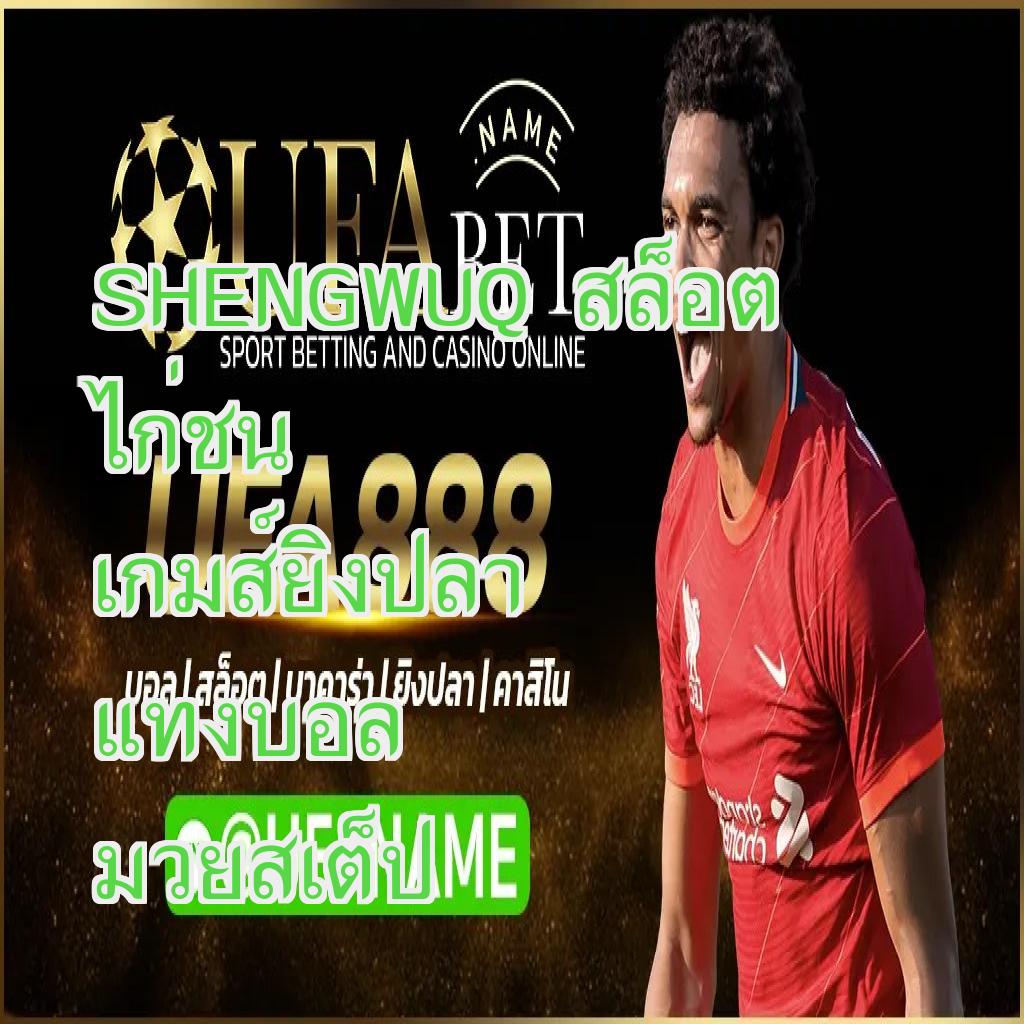 .NAME
UFABET
SHENGWUQ สล็อต
SPORT BETTING AND CASINO ONLINE
ไก่ชน
UFA888
เกมส์ยิงปลา
บอล | สล็อต | บาคาร่า | ยิงปลา | คาสิโน
แทงบอล
มวยสเต็ป